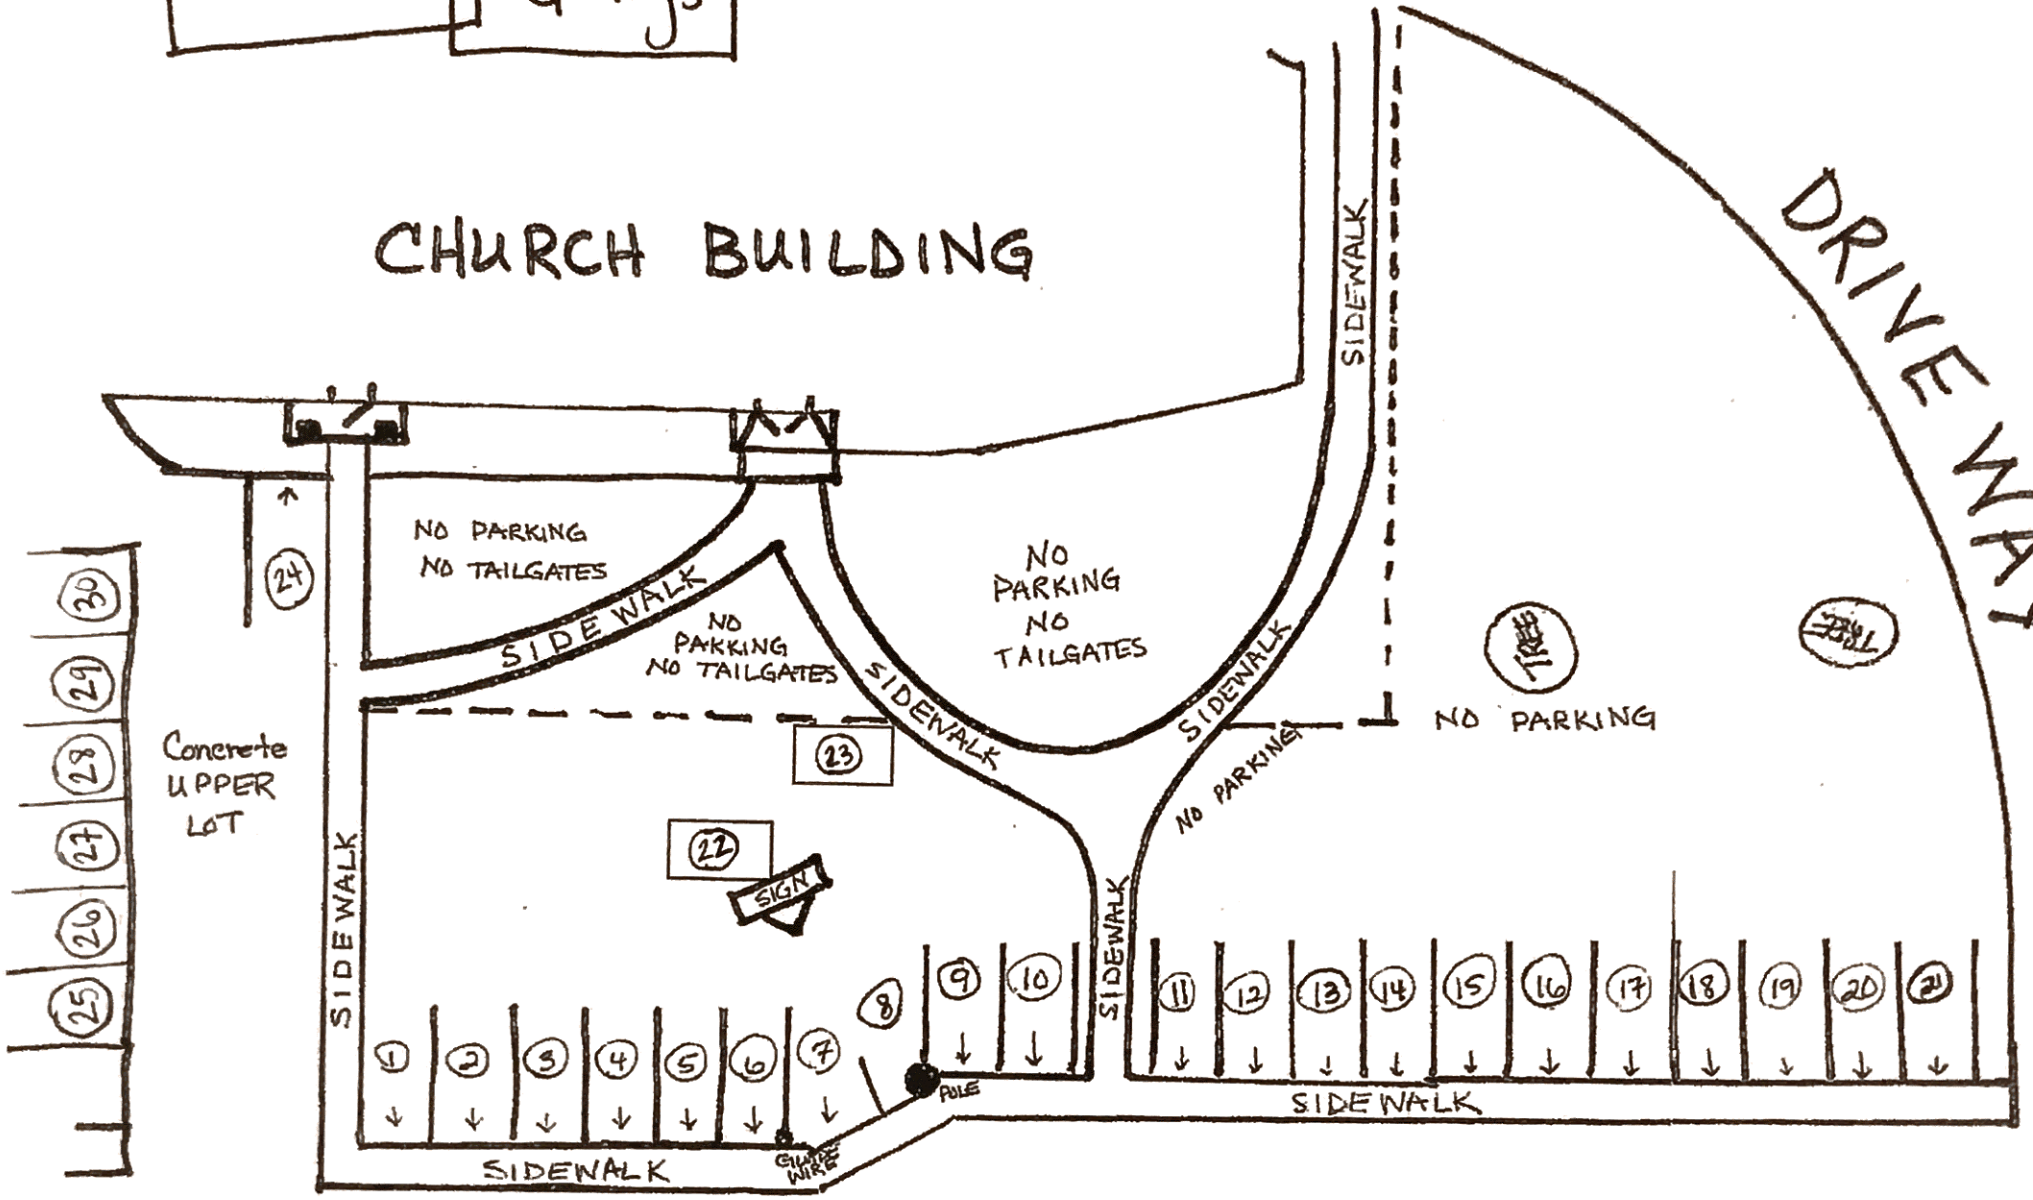 CHURCH BUILDING
DRIVEWAY
SIDEWALK
NO PARKING
NO TAILGATES
SIDEWALK
NO
PARKING
NO TAILGATES
NO
PARKING
NO
TAILGATES
SIDEWALK
SIDEWALK
TREE
TREE
NO PARKING
NO PARKING
24
30
29
28
27
26
25
Concrete
UPPER
LOT
23
22
SIGN
SIDEWALK
SIDEWALK
1
2
3
4
5
6
7
8
9
10
11
12
13
14
15
16
17
18
19
20
21
POLE
WIRE
SIDEWALK
SIDEWALK